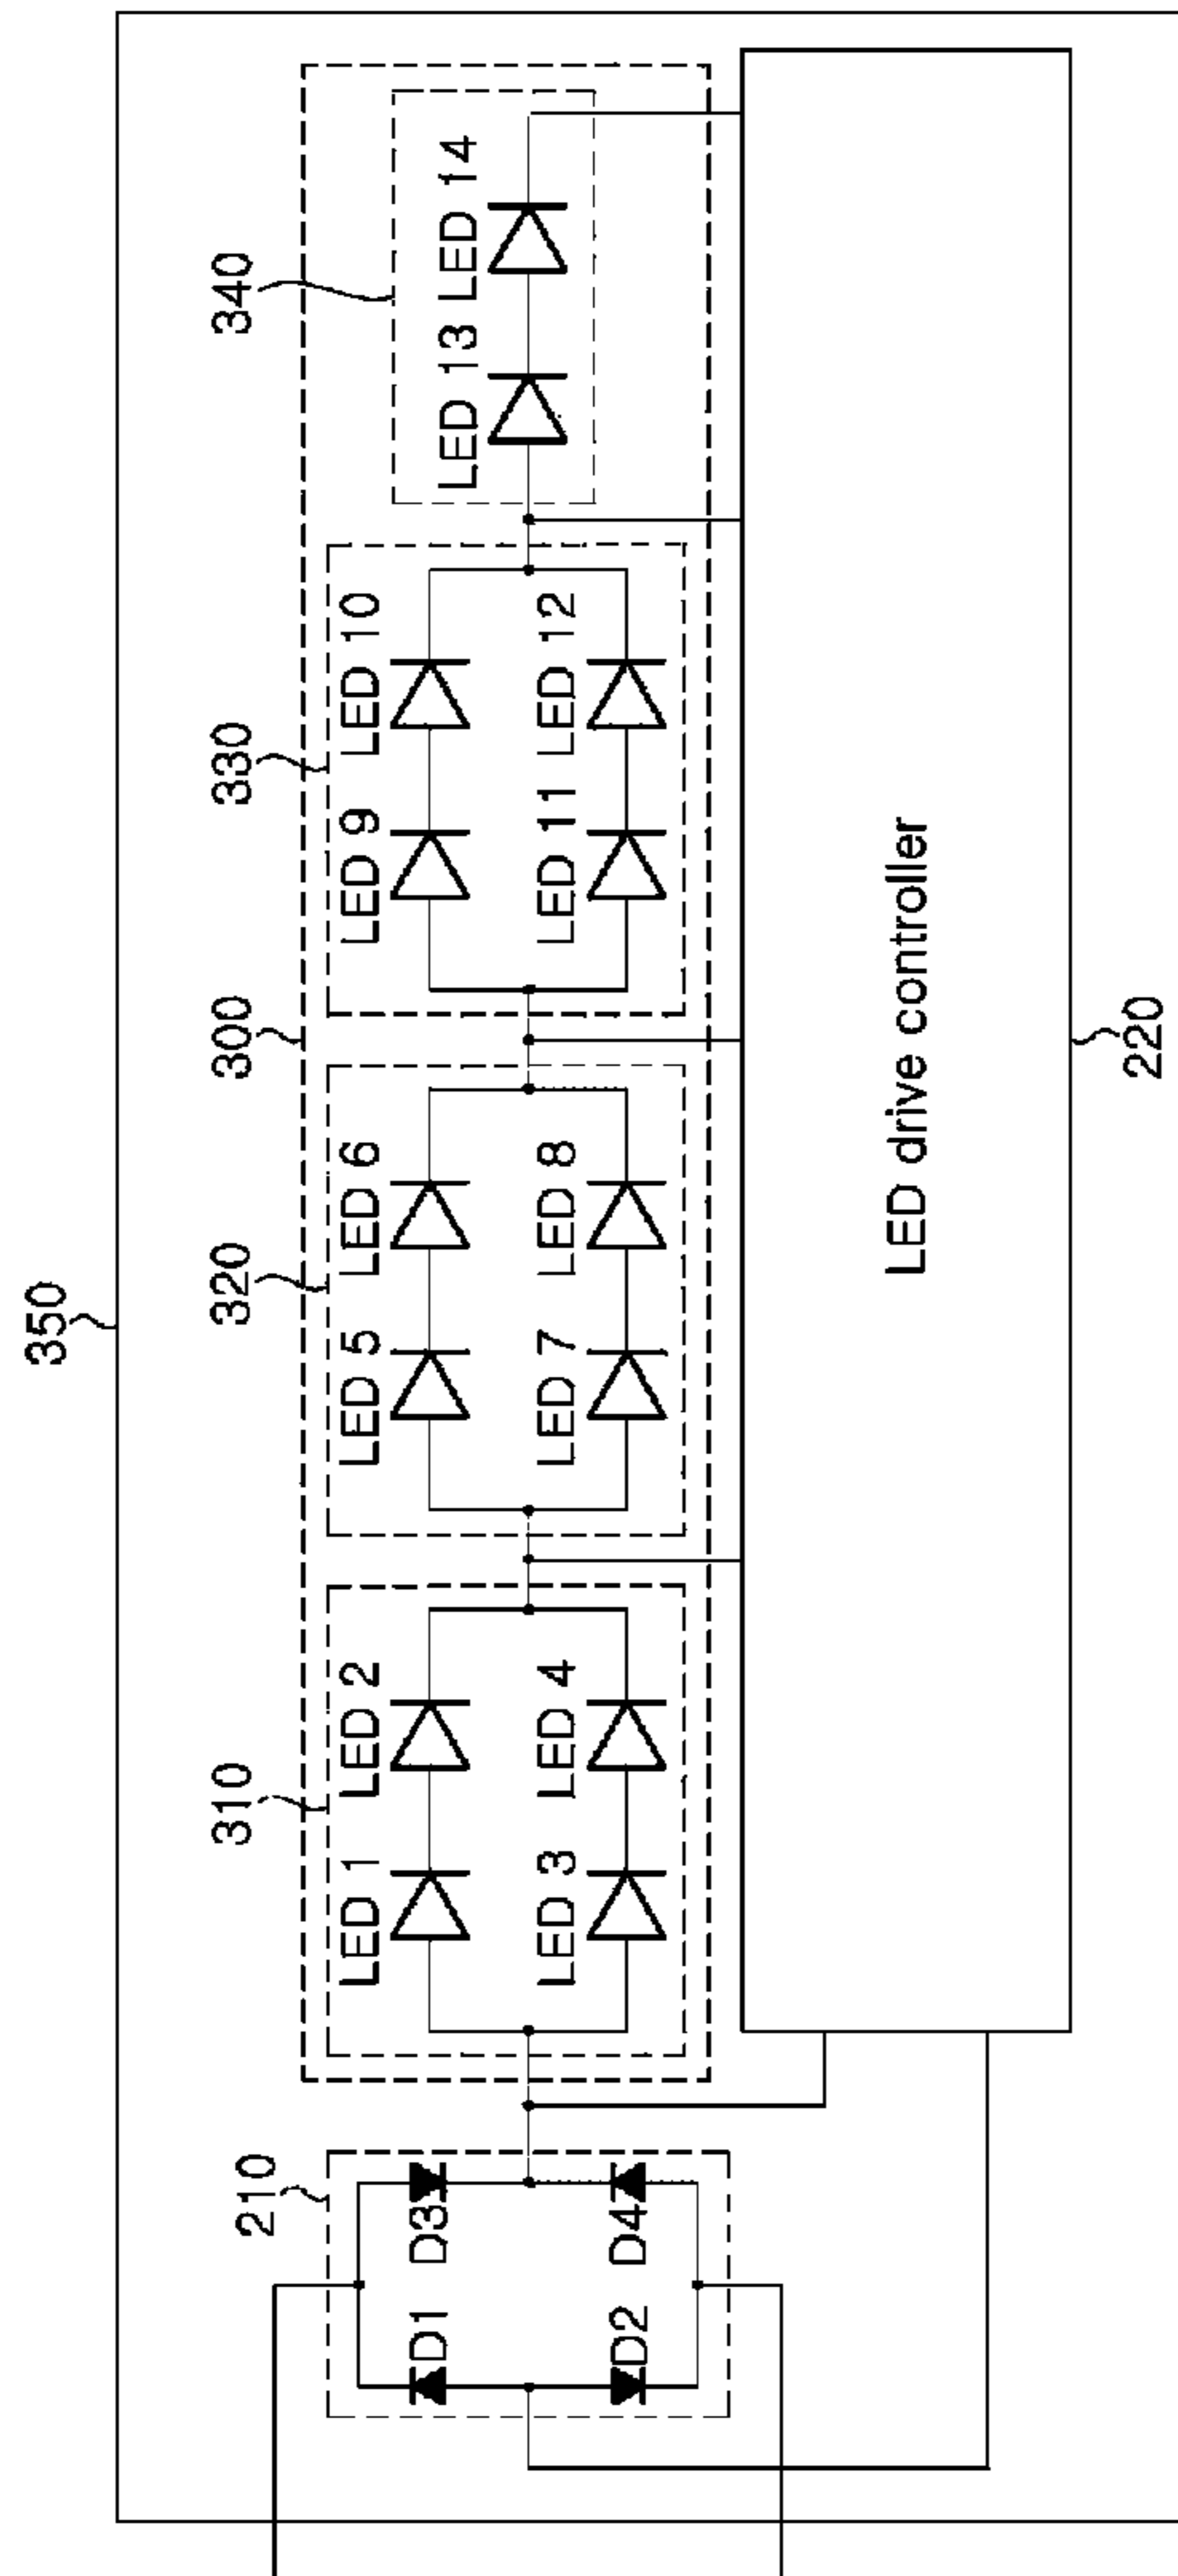 350
300
310
320
330
340
210
LED 1
LED 2
LED 5
LED 6
LED 9
LED 10
LED 13
LED 14
LED 3
LED 4
LED 7
LED 8
LED 11
LED 12
D1
D3
D2
D4
LED drive controller
220